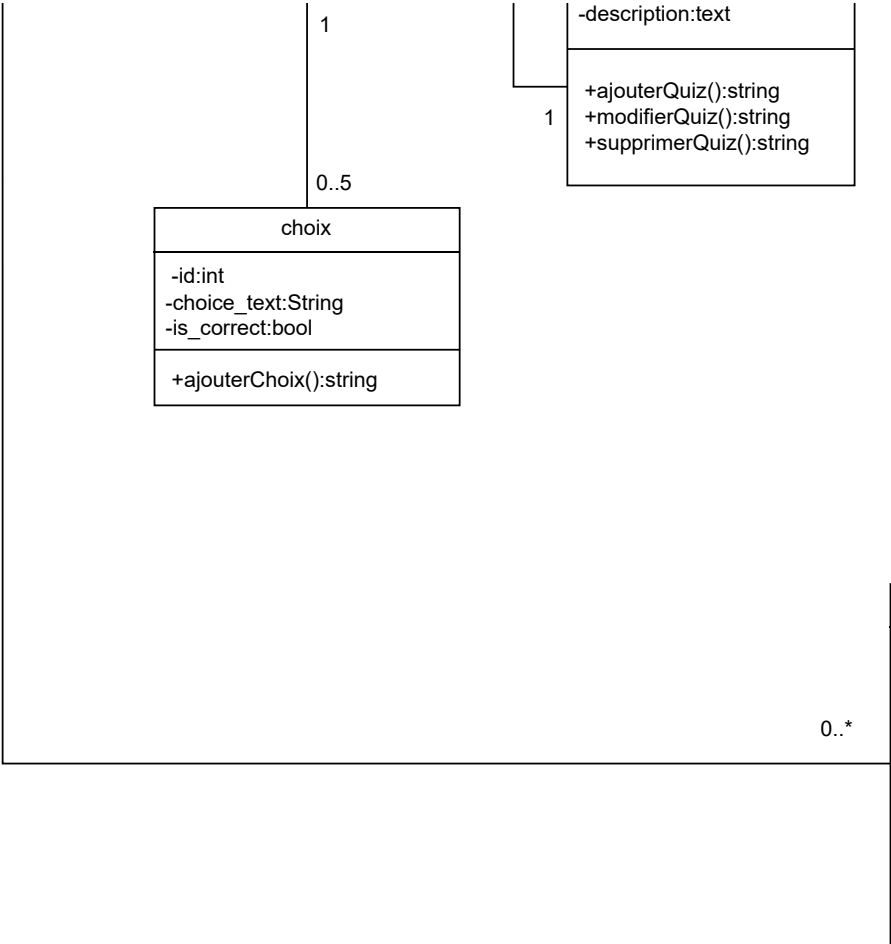 1
-description:text
+ajouterQuiz():string
1
+modifierQuiz():string
+supprimerQuiz():string
0..5
choix
-id:int
-choice_text:String
-is_correct:bool
+ajouterChoix():string
0..*